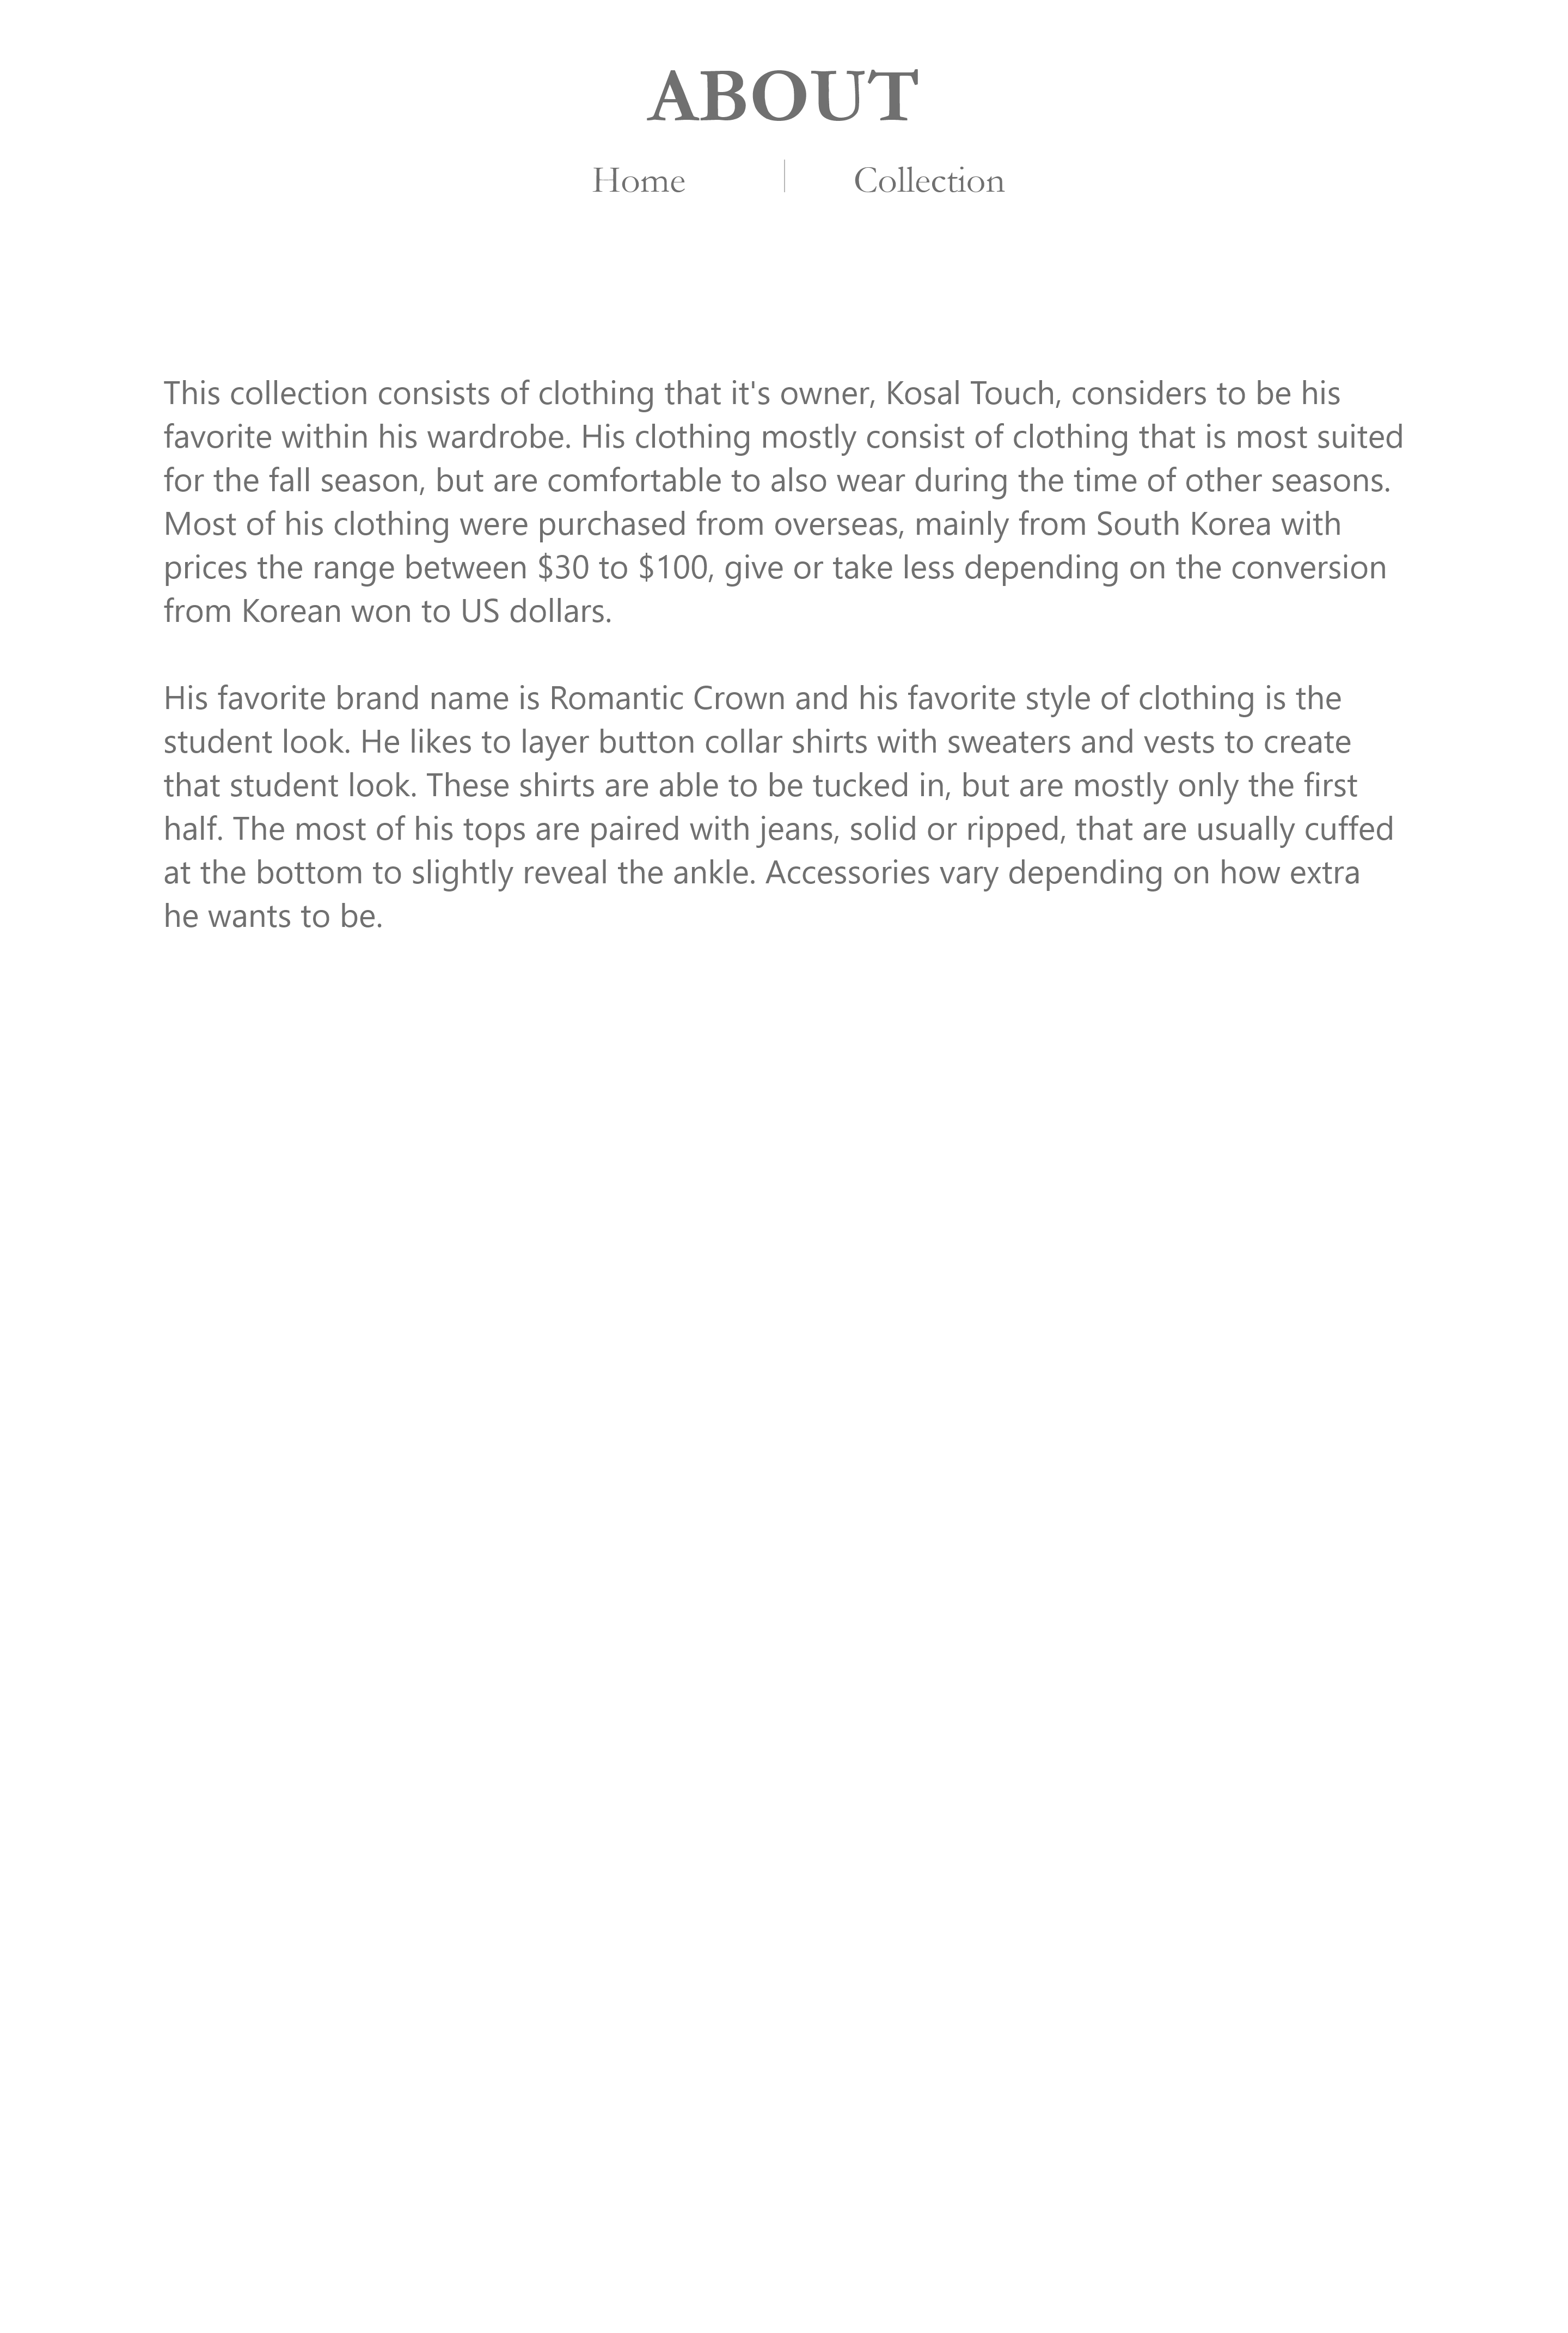 ABOUT
Home | Collection
This collection consists of clothing that it's owner, Kosal Touch, considers to be his
favorite within his wardrobe. His clothing mostly consist of clothing that is most suited
for the fall season, but are comfortable to also wear during the time of other seasons.
Most of his clothing were purchased from overseas, mainly from South Korea with
prices the range between $30 to $100, give or take less depending on the conversion
from Korean won to US dollars.
His favorite brand name is Romantic Crown and his favorite style of clothing is the
student look. He likes to layer button collar shirts with sweaters and vests to create
that student look. These shirts are able to be tucked in, but are mostly only the first
half. The most of his tops are paired with jeans, solid or ripped, that are usually cuffed
at the bottom to slightly reveal the ankle. Accessories vary depending on how extra
he wants to be.